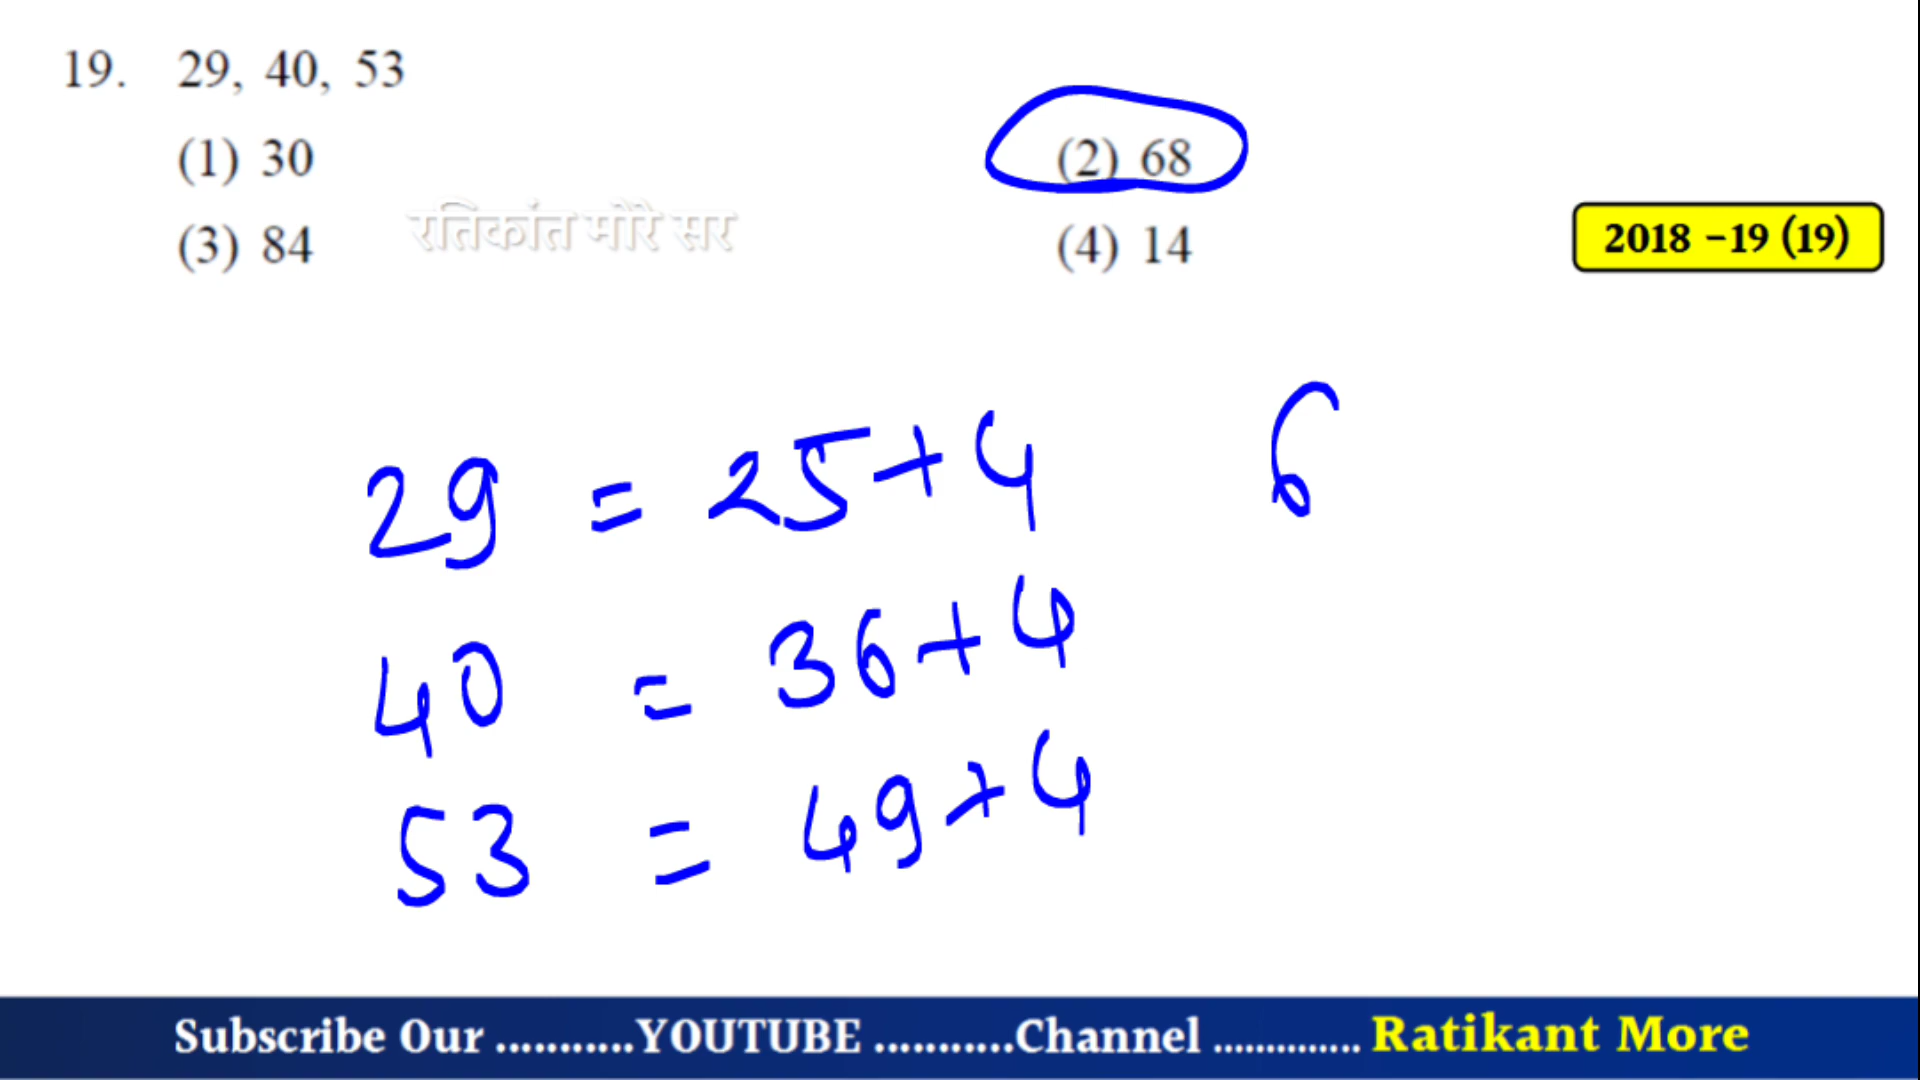 19. 29, 40, 53
(1) 30 (2) 68
(3) 84 (4) 14
रतिकांत मोरे सर
2018 –19 (19)
29 = 25+4 6
40 = 36+4
53 = 49+4
Subscribe Our ...........YOUTUBE ...........Channel .............. Ratikant More